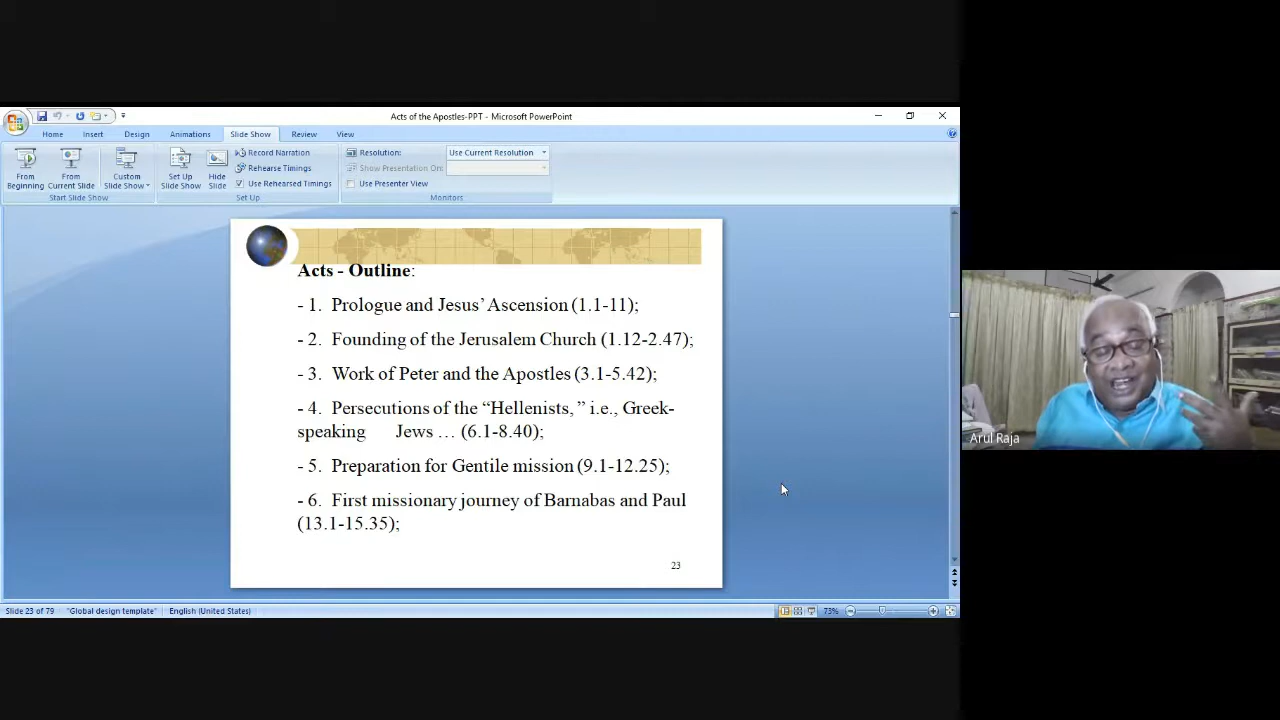 Acts of the Apostles-PPT - Microsoft PowerPoint
Home Insert Design Animations Slide Show Review View
From Beginning
From Current Slide
Custom Slide Show
Start Slide Show
Set Up Slide Show
Hide Slide
Record Narration
Rehearse Timings
Use Rehearsed Timings
Set Up
Resolution: Use Current Resolution
Show Presentation On:
Use Presenter View
Monitors
Acts - Outline:
- 1. Prologue and Jesus’ Ascension (1.1-11);
- 2. Founding of the Jerusalem Church (1.12-2.47);
- 3. Work of Peter and the Apostles (3.1-5.42);
- 4. Persecutions of the “Hellenists, ” i.e., Greek-
speaking Jews … (6.1-8.40);
- 5. Preparation for Gentile mission (9.1-12.25);
- 6. First missionary journey of Barnabas and Paul
(13.1-15.35);
23
Arul Raja
Slide 23 of 79 "Global design template" English (United States) 73%